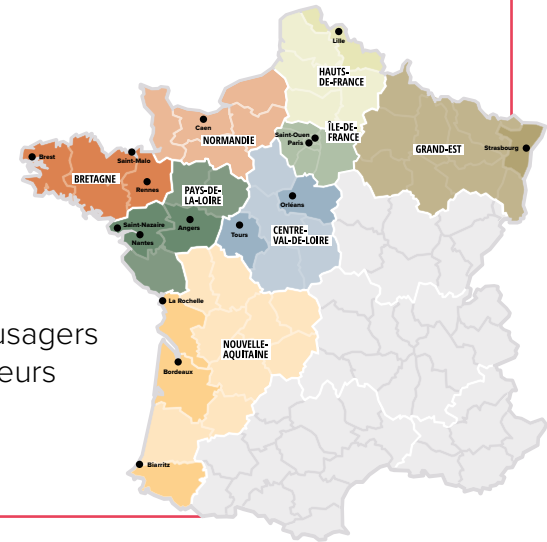 Lille
HAUTS-
DE-FRANCE
Caen
NORMANDIE
Saint-Ouen
Paris
ÎLE-DE-
FRANCE
GRAND-EST
Strasbourg
Brest
Saint-Malo
BRETAGNE
Rennes
PAYS-DE-
LA-LOIRE
Orléans
Saint-Nazaire
Nantes
Angers
Tours
CENTRE-
VAL-DE-LOIRE
La Rochelle
usagers
eurs
NOUVELLE-
AQUITAINE
Bordeaux
Biarritz